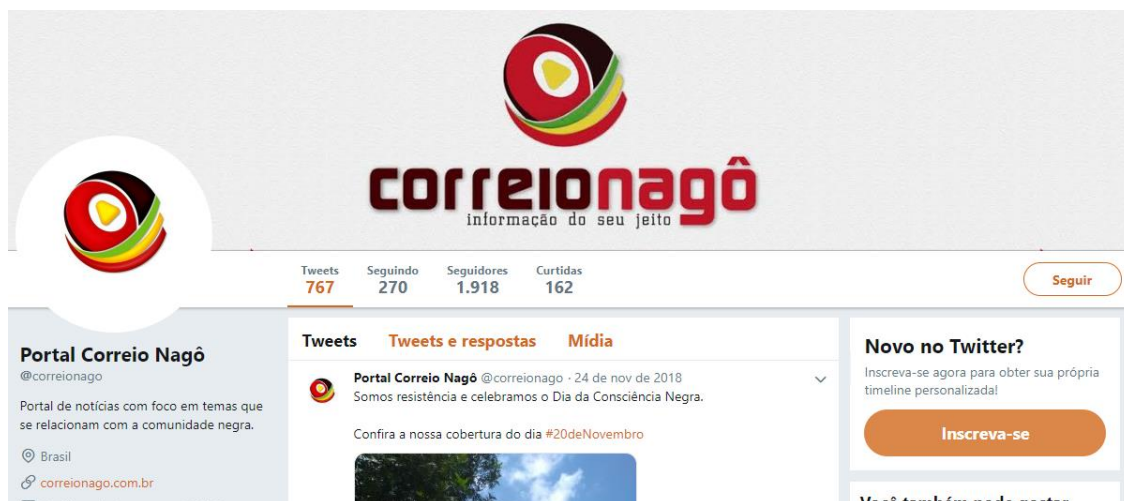 correionagô
informação do seu jeito
Tweets
767
Seguindo
270
Seguidores
1.918
Curtidas
162
Seguir
Portal Correio Nagô
@correionago
Portal de notícias com foco em temas que
se relacionam com a comunidade negra.
Brasil
correionago.com.br
Tweets Tweets e respostas Mídia
Portal Correio Nagô @correionago · 24 de nov de 2018
Somos resistência e celebramos o Dia da Consciência Negra.
Confira a nossa cobertura do dia #20deNovembro
Novo no Twitter?
Inscreva-se agora para obter sua própria
timeline personalizada!
Inscreva-se
Você também pode gostar